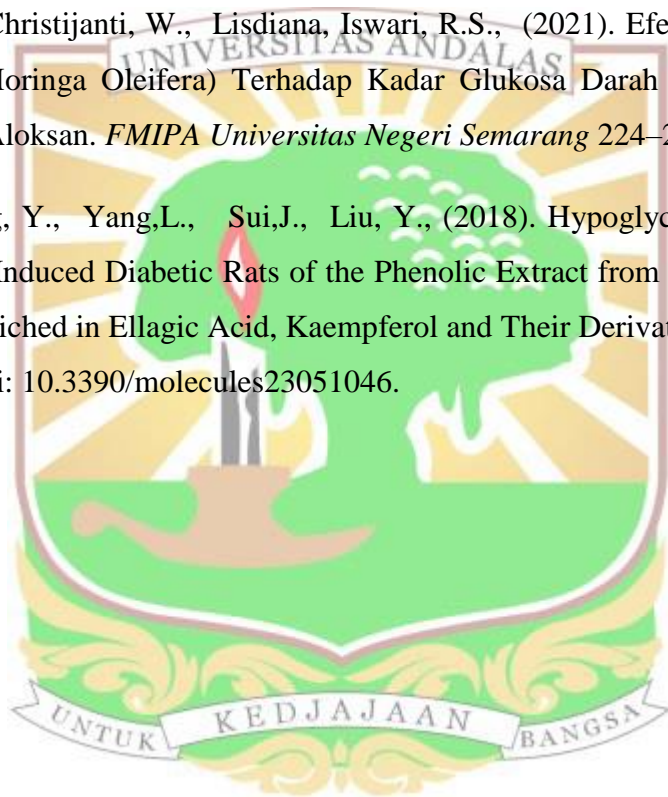 Christijanti, W., Lisdiana, Iswari, R.S., (2021). Efe
UNIVERSITAS ANDALAS
Moringa Oleifera) Terhadap Kadar Glukosa Darah
Aloksan. FMIPA Universitas Negeri Semarang 224–2
, Y., Yang,L., Sui,J., Liu, Y., (2018). Hypoglyc
Induced Diabetic Rats of the Phenolic Extract from
iched in Ellagic Acid, Kaempferol and Their Derivat
i: 10.3390/molecules23051046.
UNTUK KEDJAJAAN BANGSA